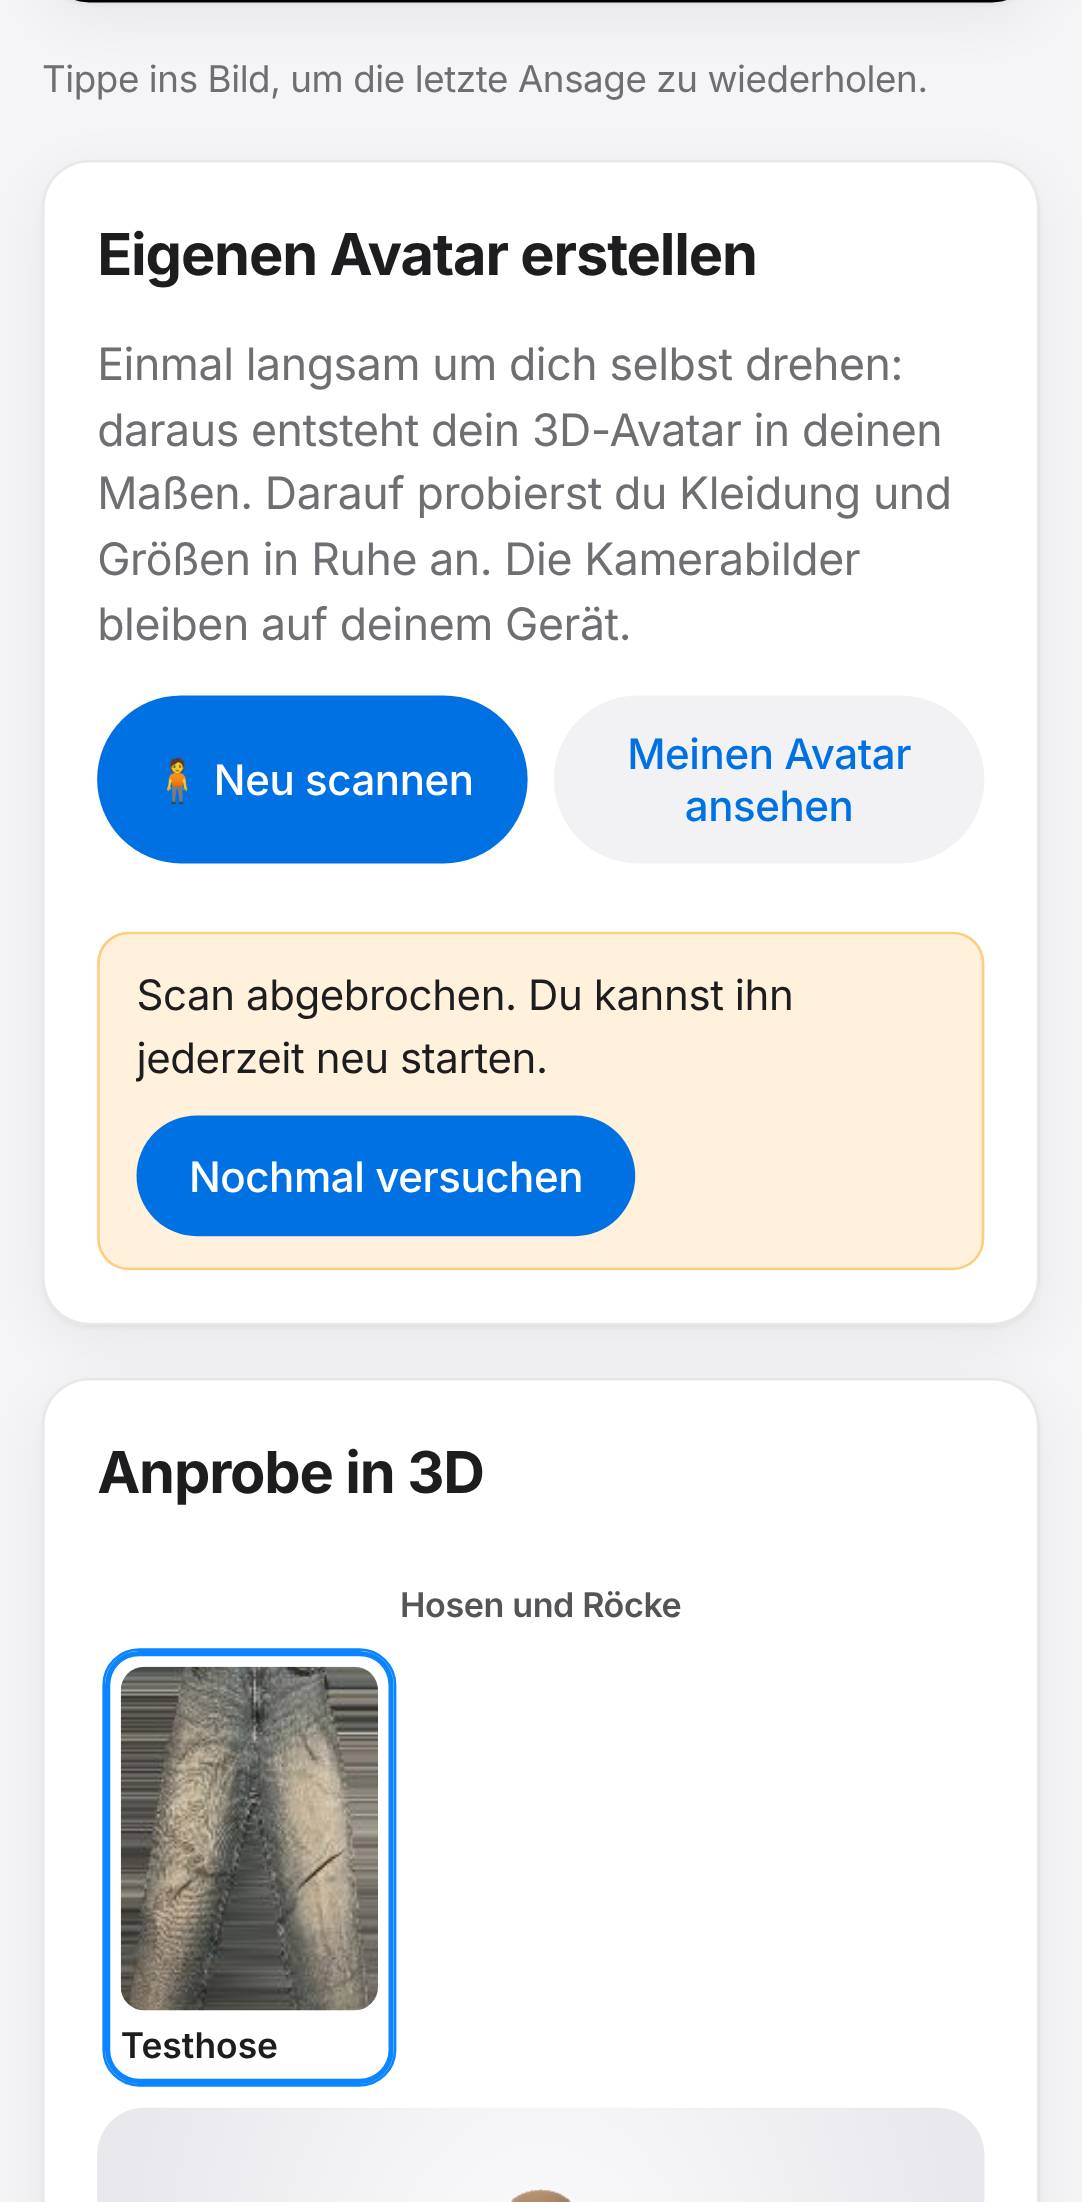 Tippe ins Bild, um die letzte Ansage zu wiederholen.
Eigenen Avatar erstellen
Einmal langsam um dich selbst drehen:
daraus entsteht dein 3D-Avatar in deinen
Maßen. Darauf probierst du Kleidung und
Größen in Ruhe an. Die Kamerabilder
bleiben auf deinem Gerät.
Neu scannen
Meinen Avatar
ansehen
Scan abgebrochen. Du kannst ihn
jederzeit neu starten.
Nochmal versuchen
Anprobe in 3D
Hosen und Röcke
Testhose